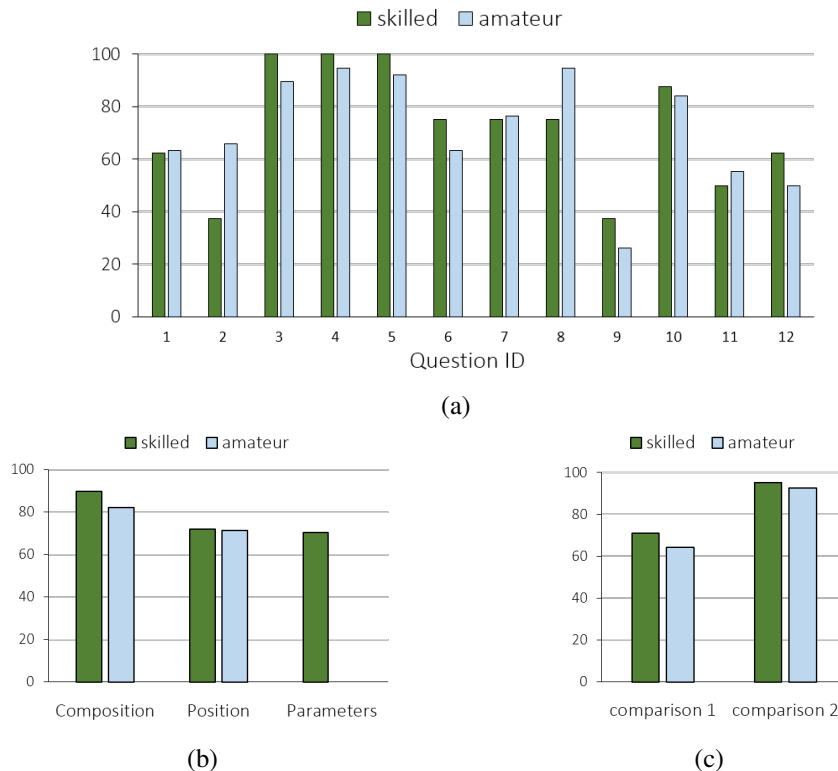 skilled amateur
100
80
60
40
20
0
1 2 3 4 5 6 7 8 9 10 11 12
Question ID
(a)
skilled amateur
100
80
60
40
20
0
Composition Position Parameters
(b)
skilled amateur
100
80
60
40
20
0
comparison 1 comparison 2
(c)